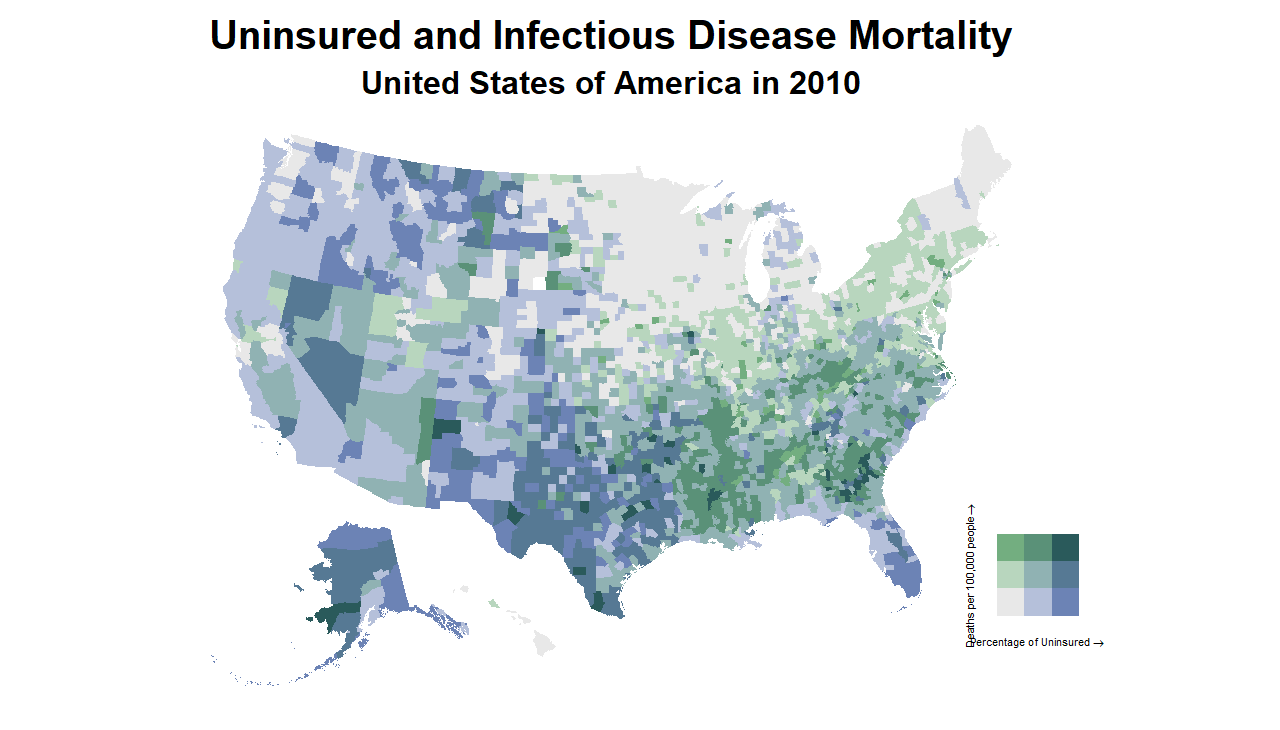 Uninsured and Infectious Disease Mortality
United States of America in 2010
Deaths per 100,000 people →
Percentage of Uninsured →